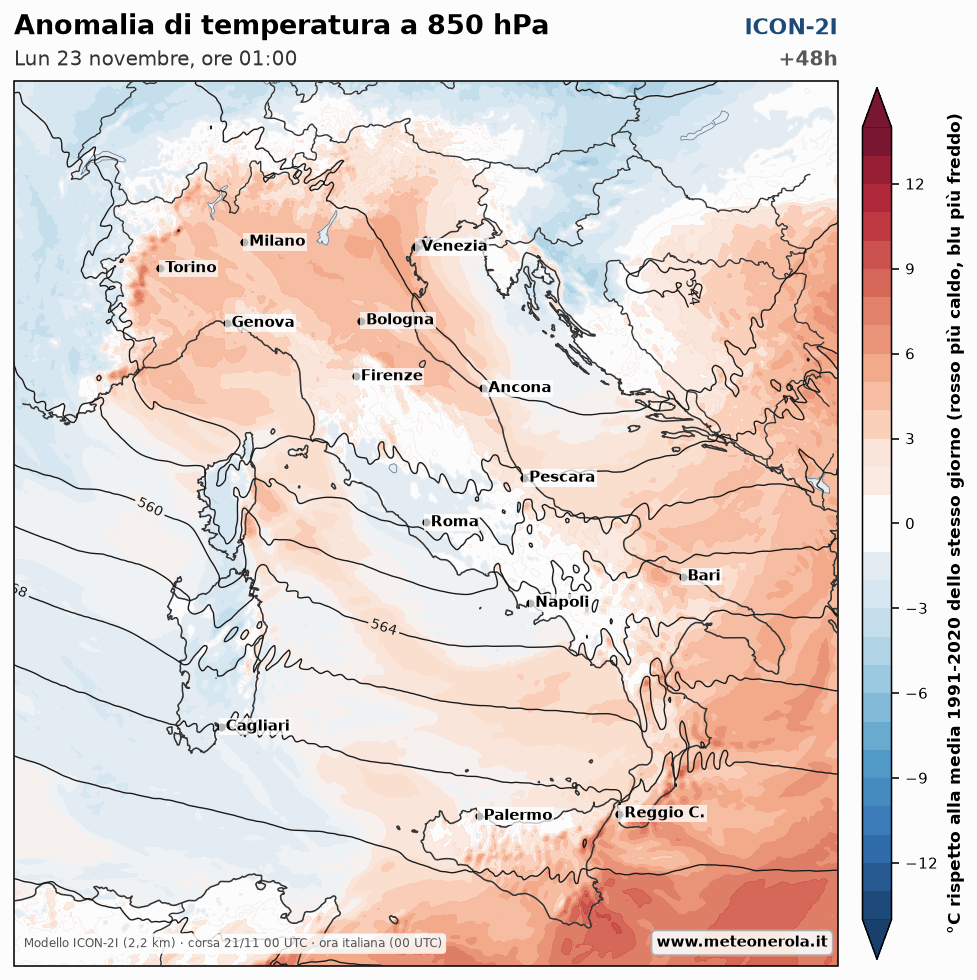 Anomalia di temperatura a 850 hPa
ICON-2I
Lun 23 novembre, ore 01:00
+48h
Milano
Venezia
Torino
Genova
Bologna
Firenze
Ancona
Pescara
560
Roma
Bari
Napoli
564
Cagliari
Palermo
Reggio C.
Modello ICON-2I (2,2 km) · corsa 21/11 00 UTC · ora italiana (00 UTC)
www.meteonerola.it
12
9
6
3
0
−3
−6
−9
−12
°C rispetto alla media 1991-2020 dello stesso giorno (rosso più caldo, blu più freddo)